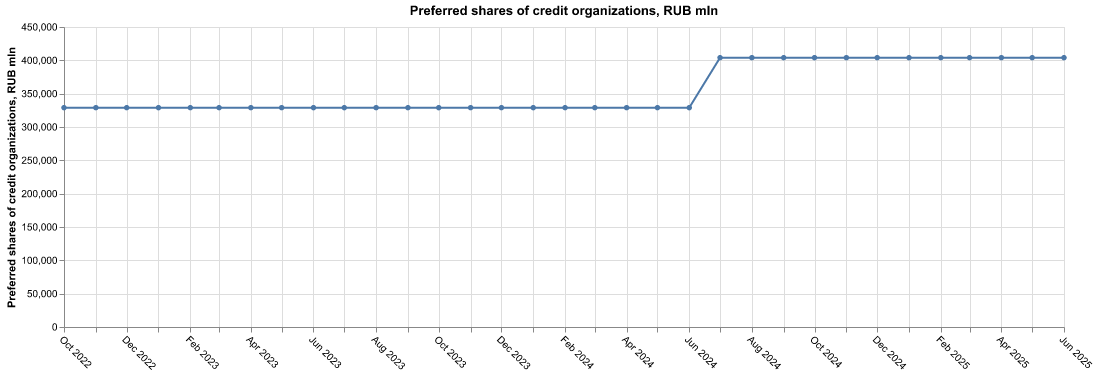 Preferred shares of credit organizations, RUB mln
Preferred shares of credit organizations, RUB mln
450,000
400,000
350,000
300,000
250,000
200,000
150,000
100,000
50,000
0
Oct 2022
Dec 2022
Feb 2023
Apr 2023
Jun 2023
Aug 2023
Oct 2023
Dec 2023
Feb 2024
Apr 2024
Jun 2024
Aug 2024
Oct 2024
Dec 2024
Feb 2025
Apr 2025
Jun 2025